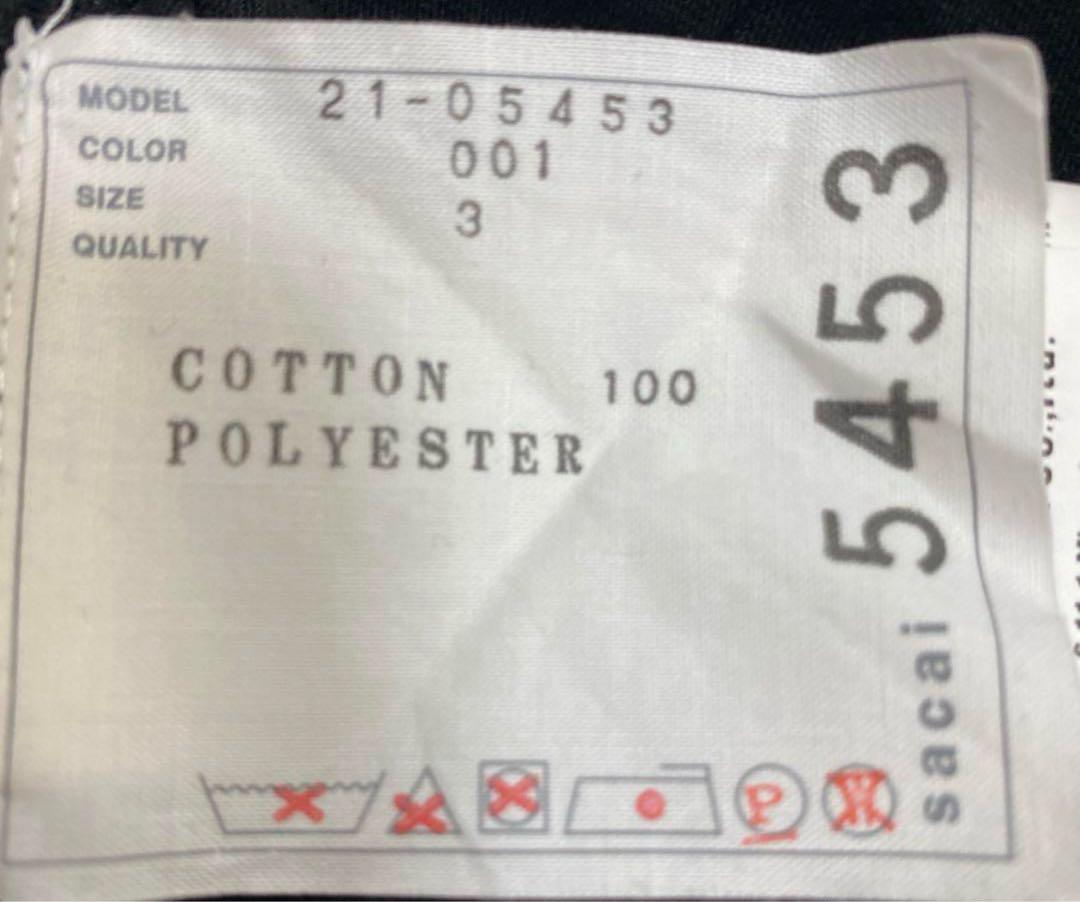 MODEL 21-05453
COLOR 001
SIZE 3
QUALITY
COTTON 100
POLYESTER
P
W
sacai 5453